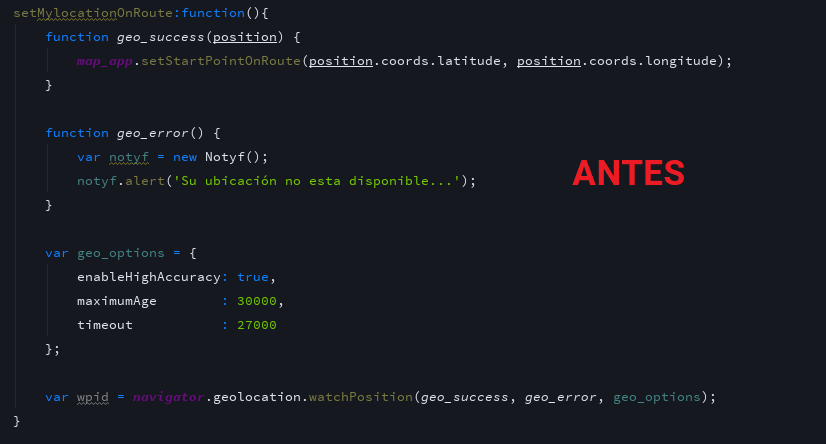 setMylocationOnRoute:function(){
    function geo_success(position) {
        map_app.setStartPointOnRoute(position.coords.latitude, position.coords.longitude);
    }

    function geo_error() {
        var notyf = new Notyf();
        notyf.alert('Su ubicación no esta disponible...');
ANTES
    }

    var geo_options = {
        enableHighAccuracy: true,
        maximumAge        : 30000,
        timeout           : 27000
    };

    var wpid = navigator.geolocation.watchPosition(geo_success, geo_error, geo_options);
}